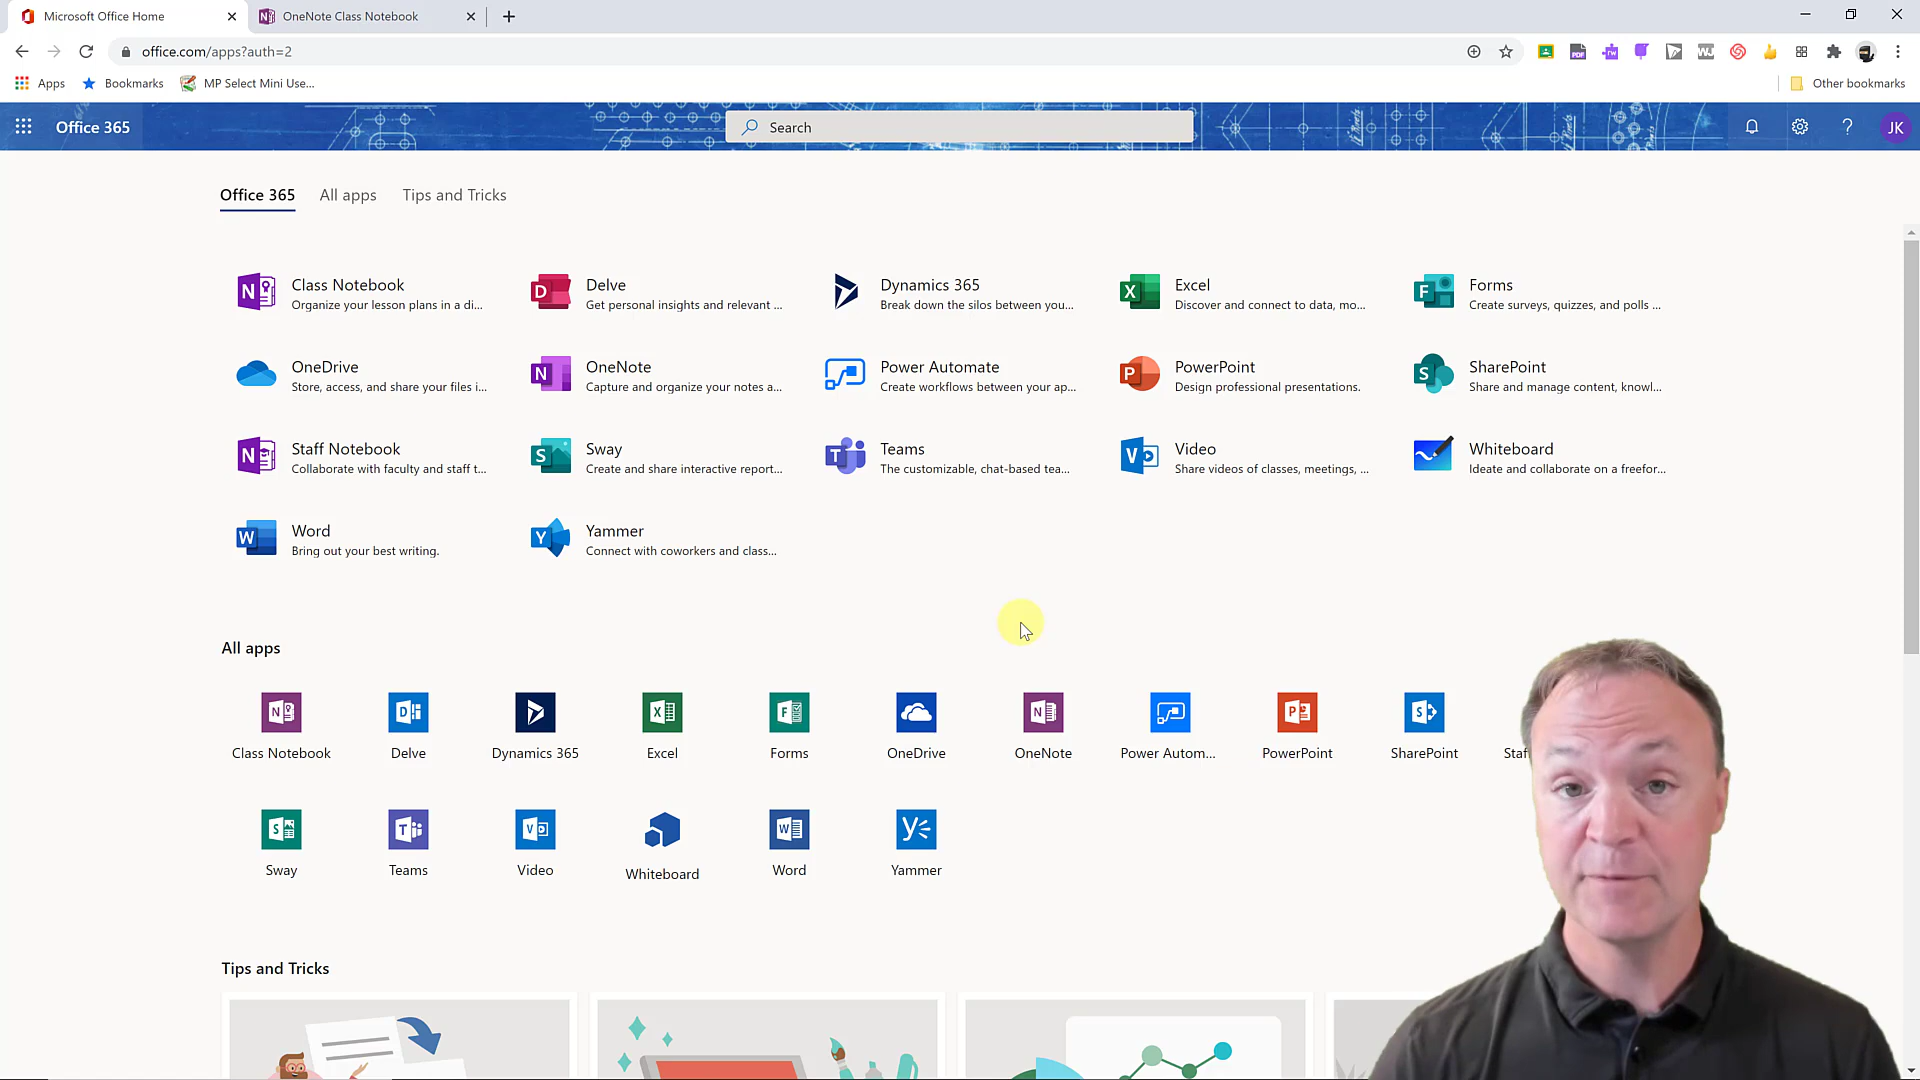 Microsoft Office Home
OneNote Class Notebook
office.com/apps?auth=2
Apps
Bookmarks
MP Select Mini Use...
Other bookmarks
Office 365
Search
JK
Office 365
All apps
Tips and Tricks
Class Notebook
Organize your lesson plans in a di...
Delve
Get personal insights and relevant ...
Dynamics 365
Break down the silos between you...
Excel
Discover and connect to data, mo...
Forms
Create surveys, quizzes, and polls ...
OneDrive
Store, access, and share your files i...
OneNote
Capture and organize your notes a...
Power Automate
Create workflows between your ap...
PowerPoint
Design professional presentations.
SharePoint
Share and manage content, knowl...
Staff Notebook
Collaborate with faculty and staff t...
Sway
Create and share interactive report...
Teams
The customizable, chat-based tea...
Video
Share videos of classes, meetings, ...
Whiteboard
Ideate and collaborate on a freefor...
Word
Bring out your best writing.
Yammer
Connect with coworkers and class...
All apps
Class Notebook
Delve
Dynamics 365
Excel
Forms
OneDrive
OneNote
Power Autom...
PowerPoint
SharePoint
Staf
Sway
Teams
Video
Whiteboard
Word
Yammer
Tips and Tricks